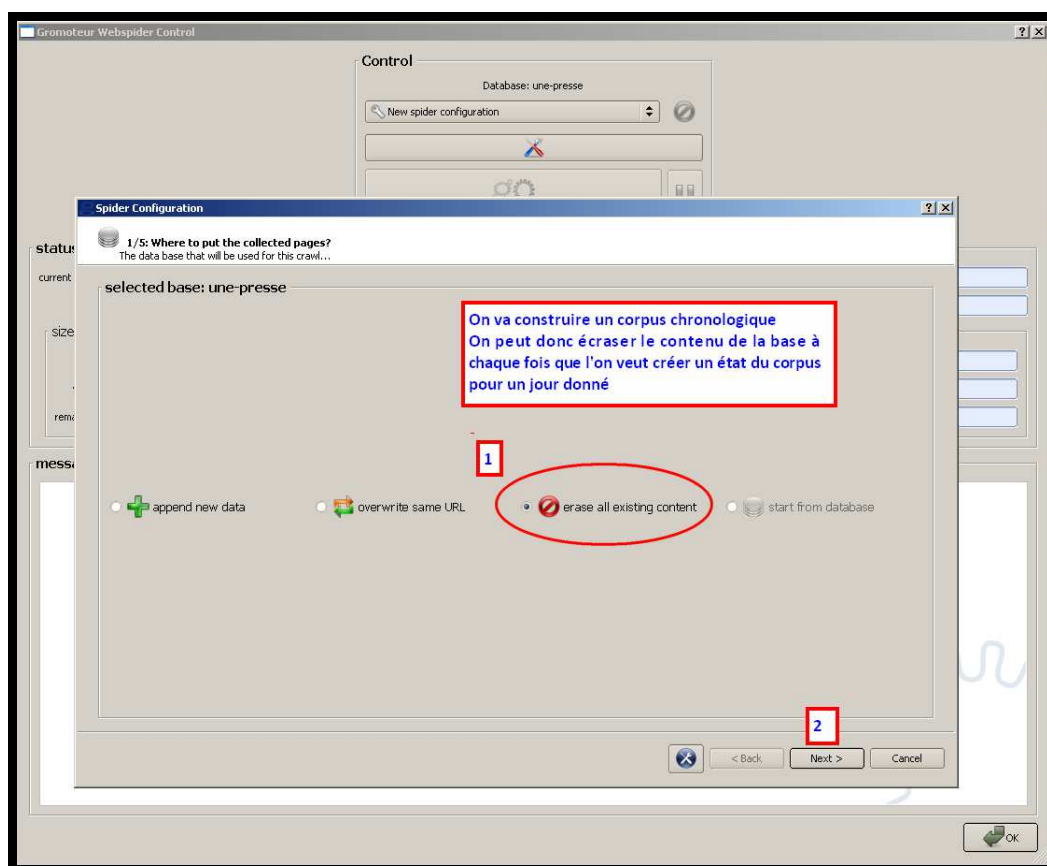 Gromoteur Webspider Control
Control
Database: une-presse
New spider configuration
Spider Configuration
1/5: Where to put the collected pages?
The data base that will be used for this crawl...
status
current
size
rema
messa
selected base: une-presse
On va construire un corpus chronologique
On peut donc écraser le contenu de la base à
chaque fois que l'on veut créer un état du corpus
pour un jour donné
1
append new data
overwrite same URL
erase all existing content
start from database
2
< Back
Next >
Cancel
OK